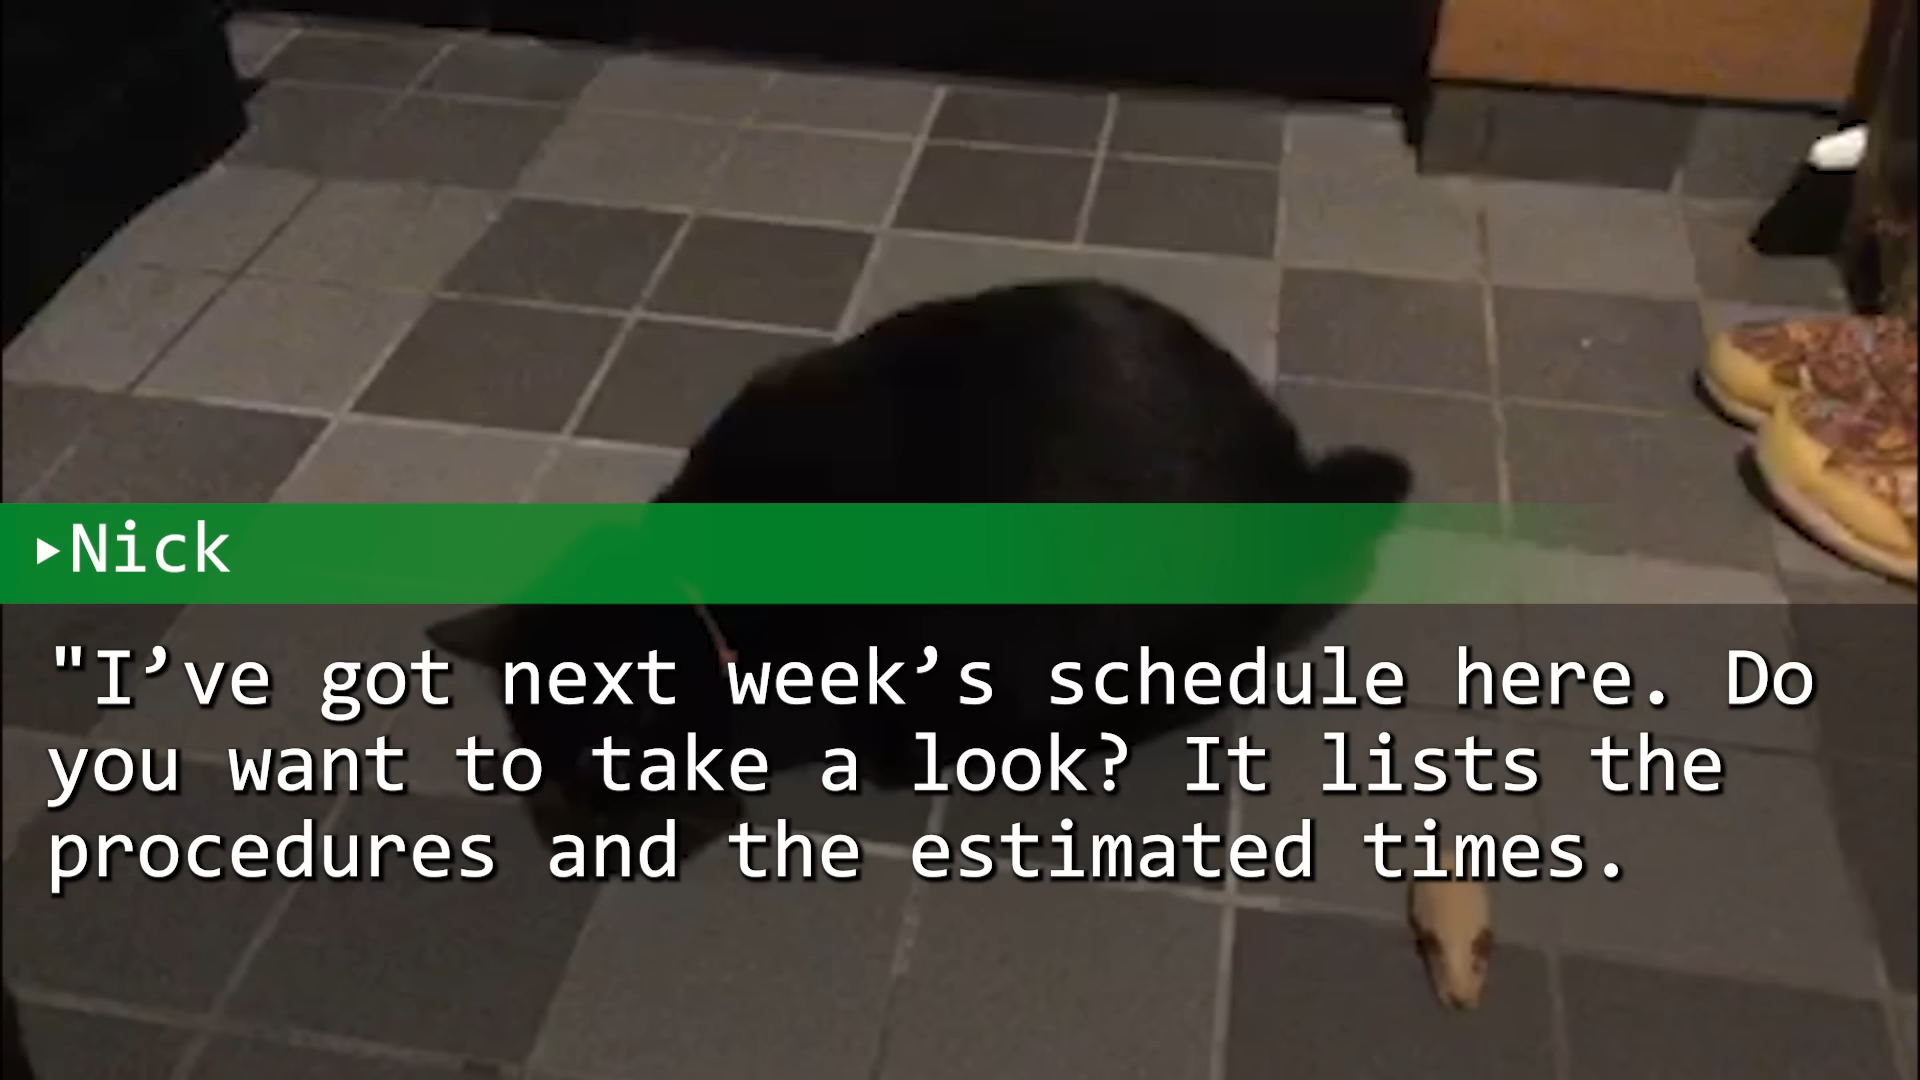 ▸Nick
"I’ve got next week’s schedule here. Do
you want to take a look? It lists the
procedures and the estimated times.